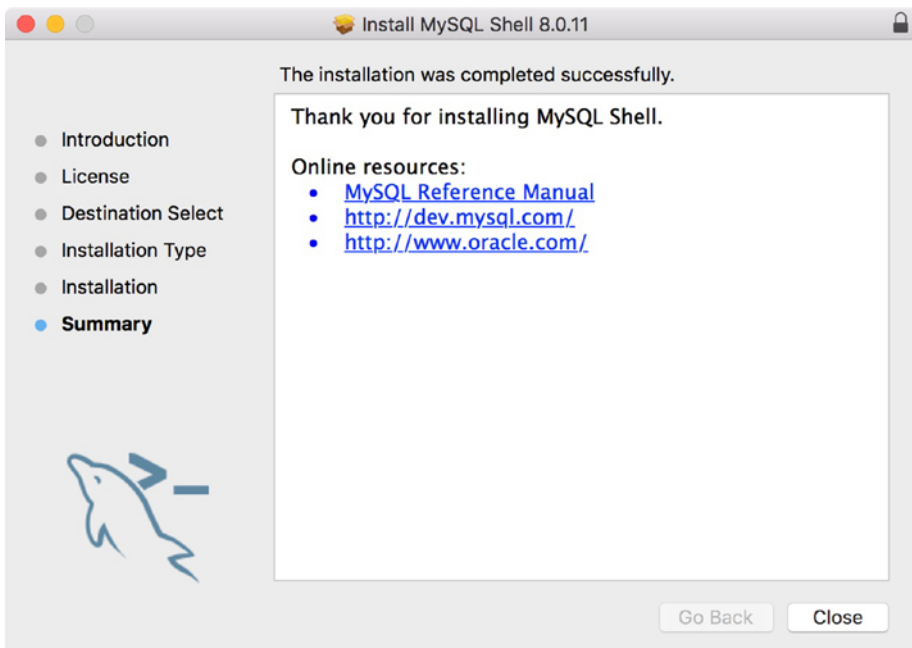 Install MySQL Shell 8.0.11
The installation was completed successfully.
Introduction
License
Destination Select
Installation Type
Installation
Summary
Thank you for installing MySQL Shell.
Online resources:
• MySQL Reference Manual
• http://dev.mysql.com/
• http://www.oracle.com/
>_
Go Back
Close